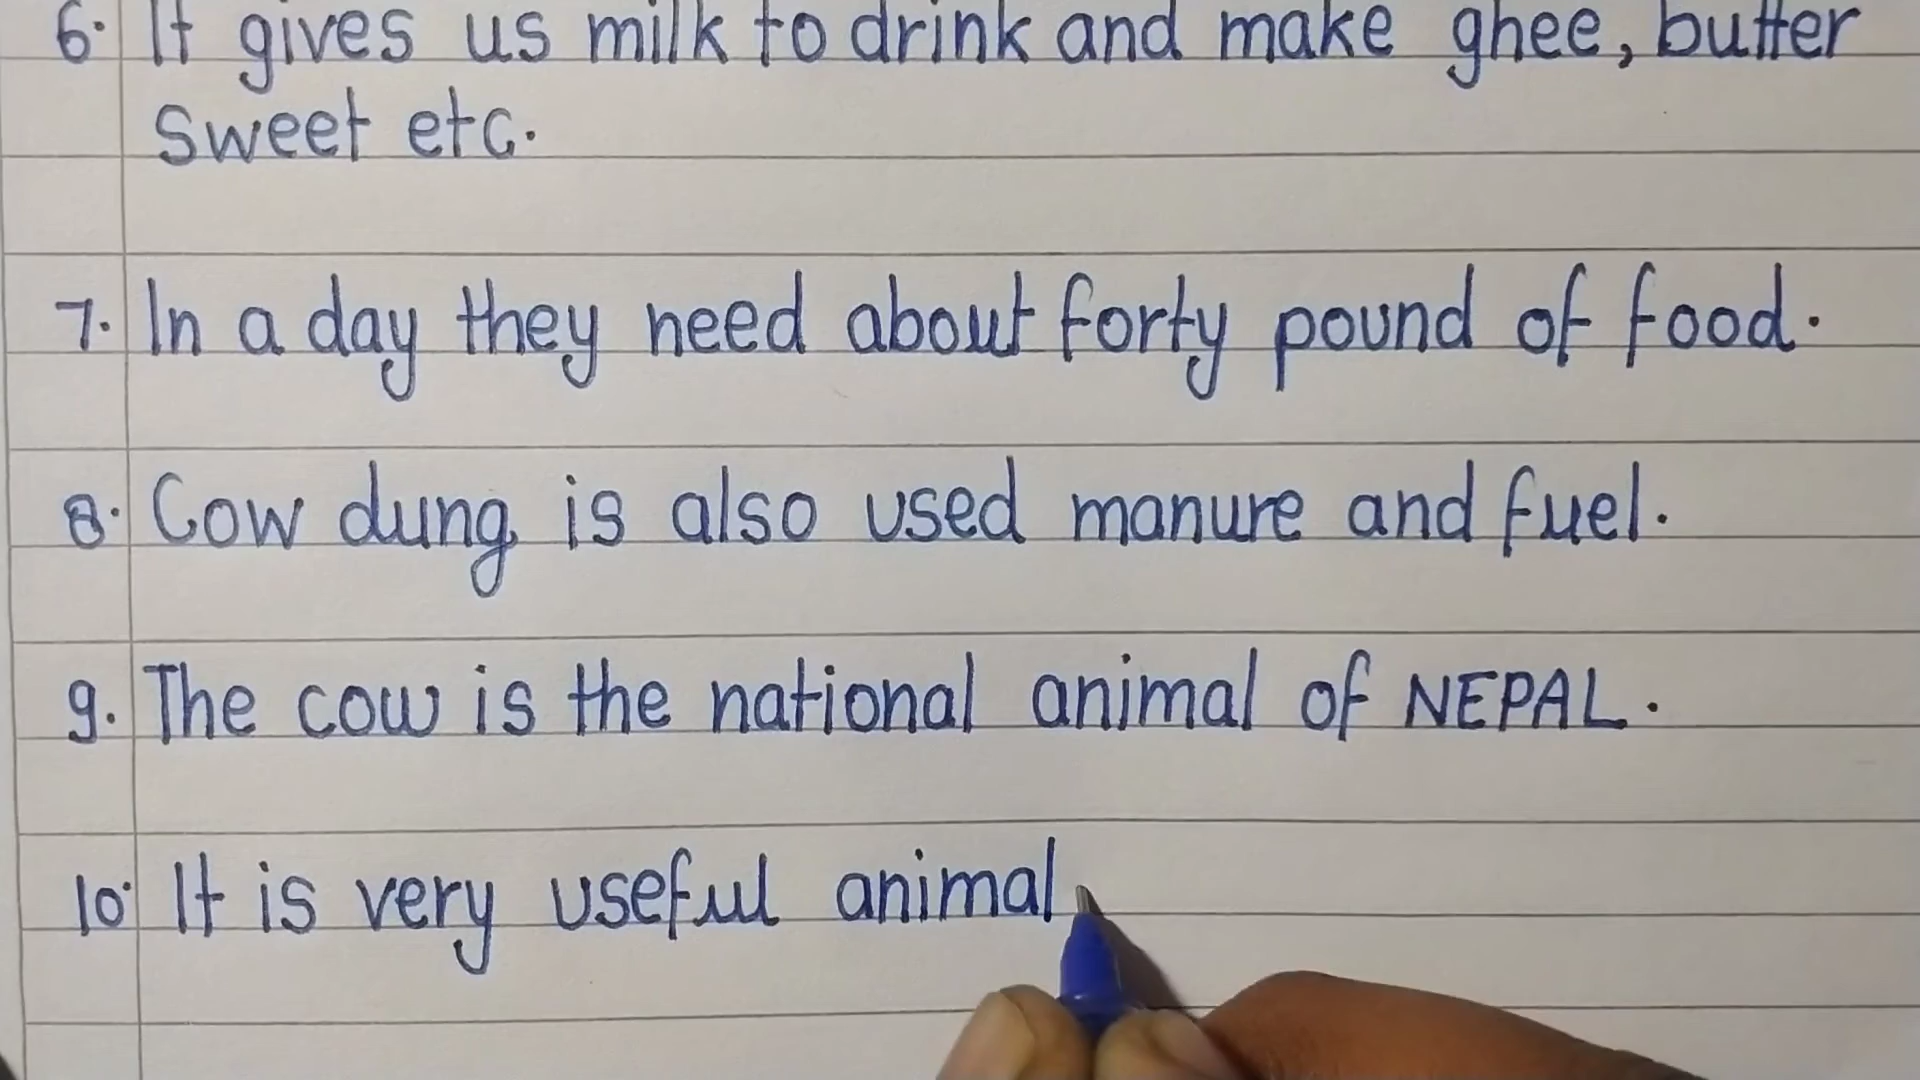 6. It gives us milk to drink and make ghee, butter
sweet etc.
7. In a day they need about forty pound of food.
8. Cow dung is also used manure and fuel.
9. The cow is the national animal of NEPAL.
10. It is very useful animal